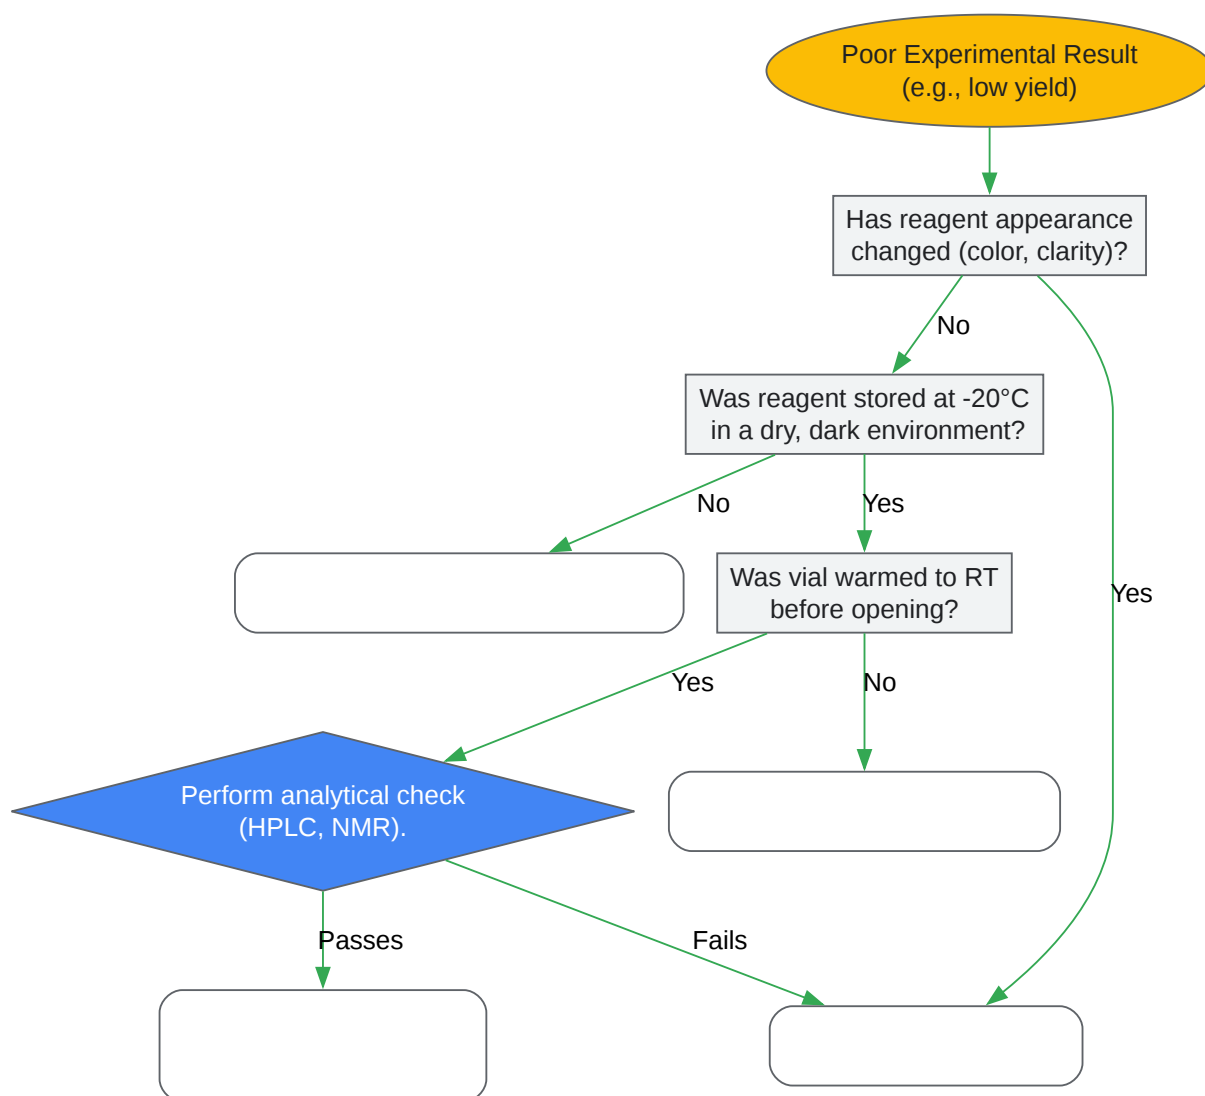 Poor Experimental Result
(e.g., low yield)
Has reagent appearance
changed (color, clarity)?
No
Was reagent stored at -20°C
in a dry, dark environment?
No
Yes
Was vial warmed to RT
before opening?
Yes
Yes
No
Perform analytical check
(HPLC, NMR).
Passes
Fails